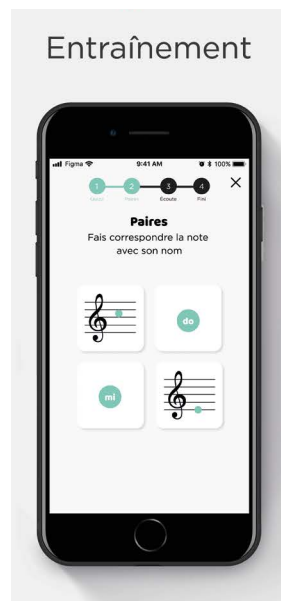 Entraînement
Figma 9:41 AM 100%
1 2 3 4
Écoute Fini
Paires
Fais correspondre la note
avec son nom
do
mi